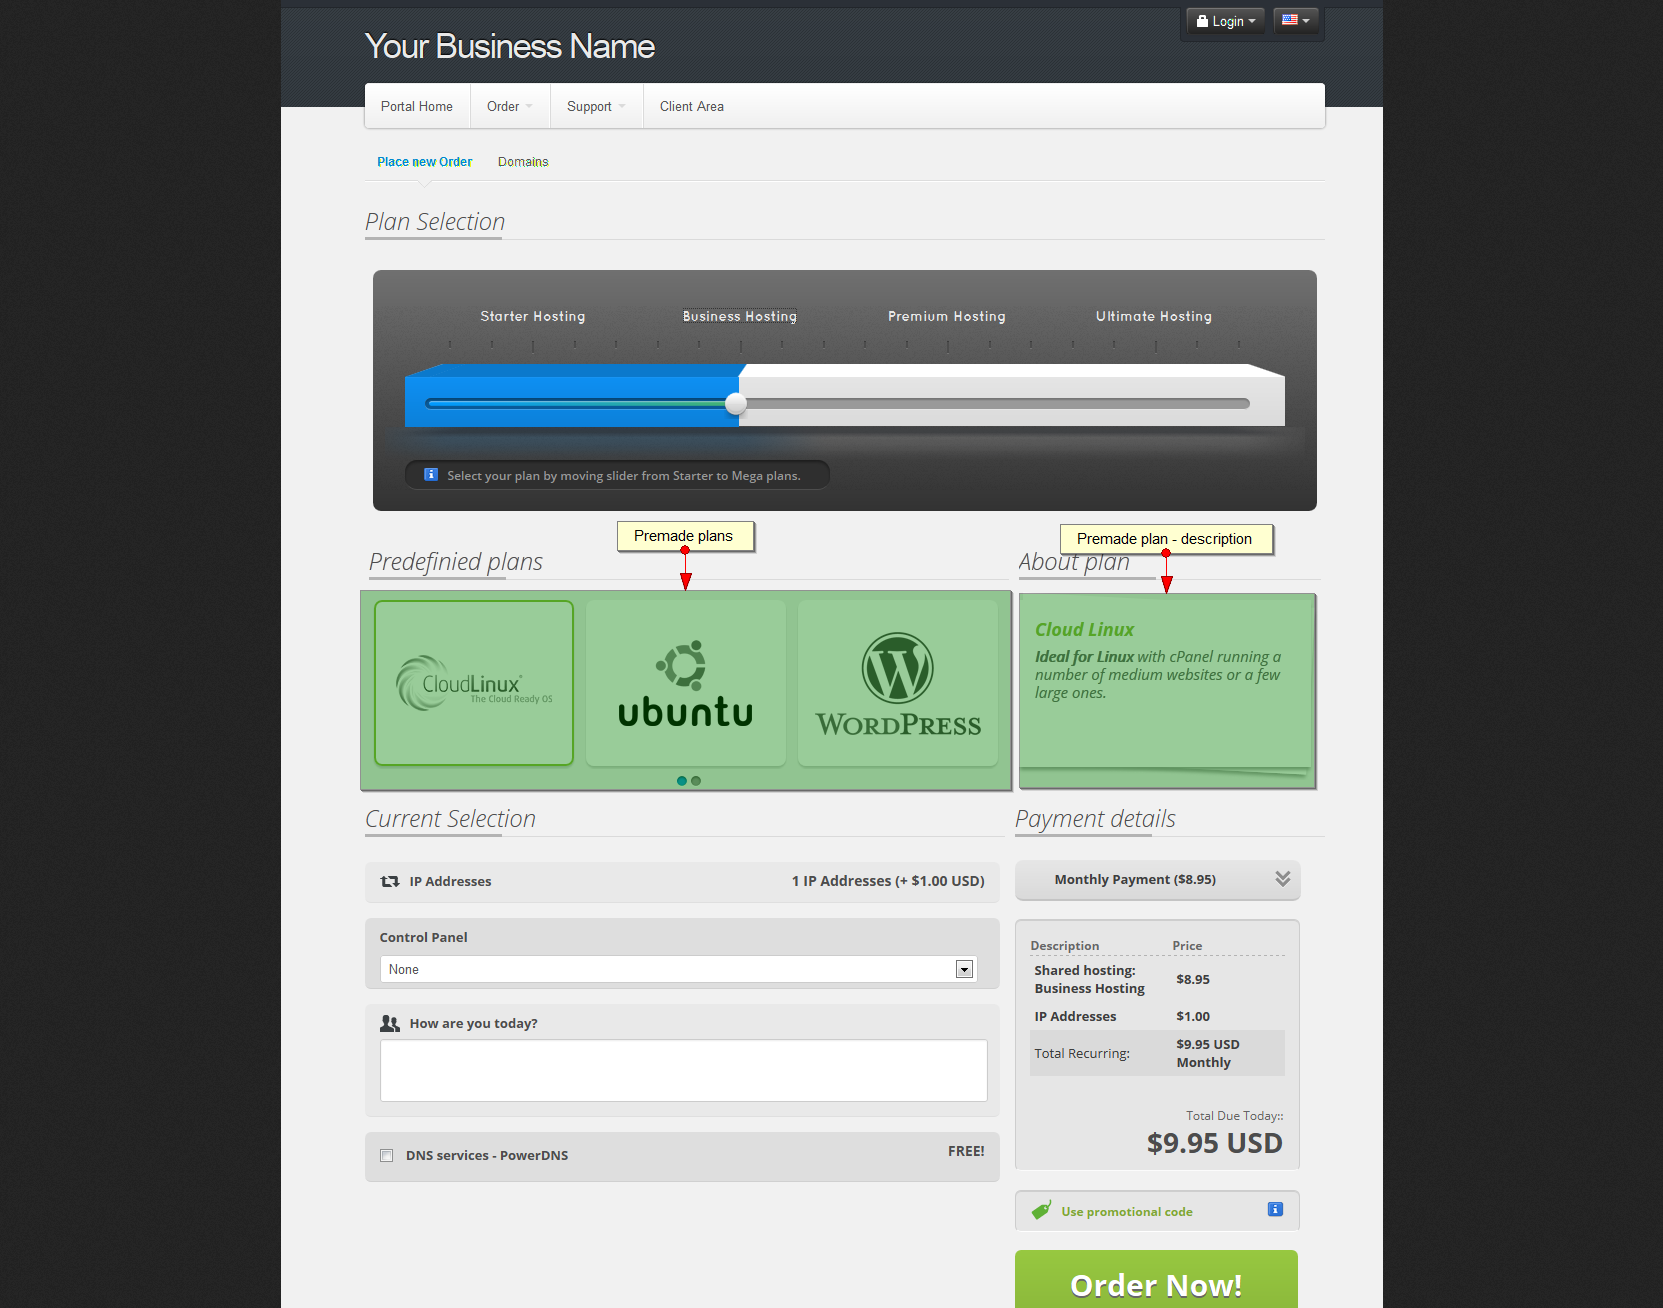 Login
Your Business Name
Portal Home
Order
Support
Client Area
Place new Order
Domains
Plan Selection
Starter Hosting
Business Hosting
Premium Hosting
Ultimate Hosting
Select your plan by moving slider from Starter to Mega plans.
Premade plans
Premade plan - description
Predefinied plans
About plan
CloudLinux
The Cloud Ready OS
ubuntu
WORDPRESS
Cloud Linux
Ideal for Linux with cPanel running a
number of medium websites or a few
large ones.
Current Selection
Payment details
IP Addresses
1 IP Addresses (+ $1.00 USD)
Monthly Payment ($8.95)
Control Panel
None
Description
Price
Shared hosting:
Business Hosting
$8.95
IP Addresses
$1.00
Total Recurring:
$9.95 USD
Monthly
How are you today?
Total Due Today::
$9.95 USD
DNS services - PowerDNS
FREE!
Use promotional code
Order Now!